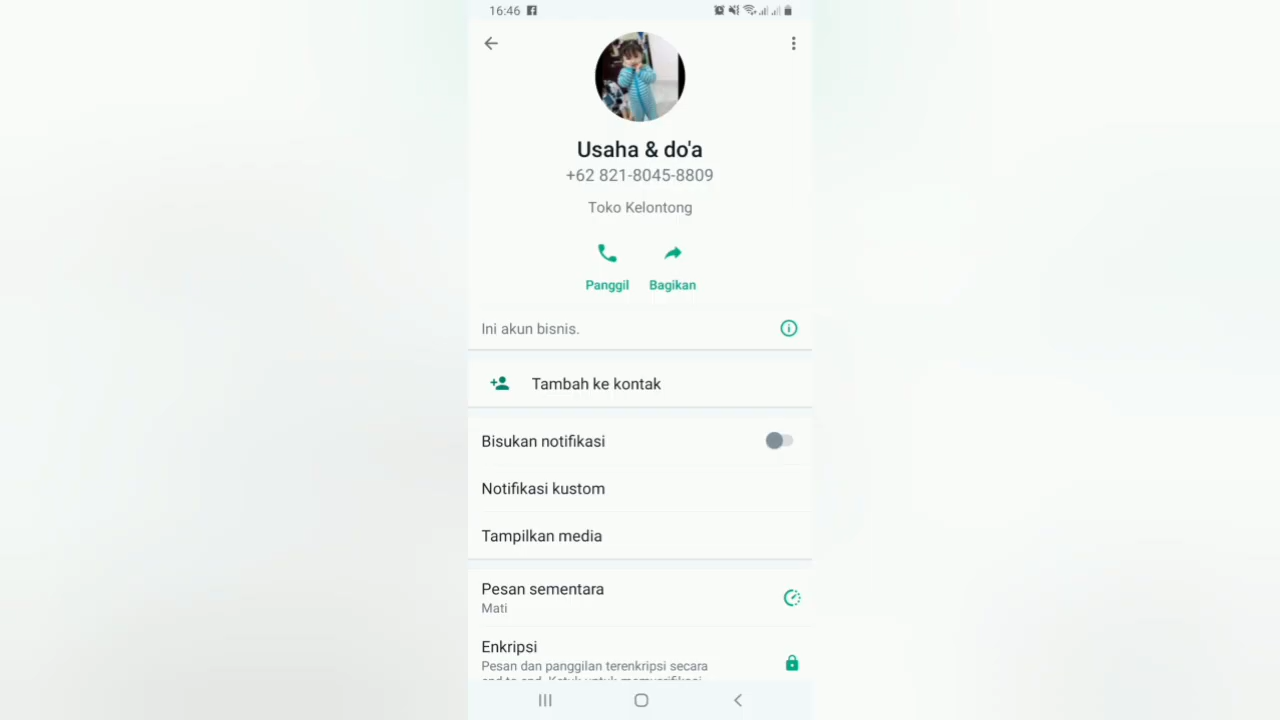 16:46
Usaha & do'a
+62 821-8045-8809
Toko Kelontong
Panggil Bagikan
Ini akun bisnis.
Tambah ke kontak
Bisukan notifikasi
Notifikasi kustom
Tampilkan media
Pesan sementara
Mati
Enkripsi
Pesan dan panggilan terenkripsi secara